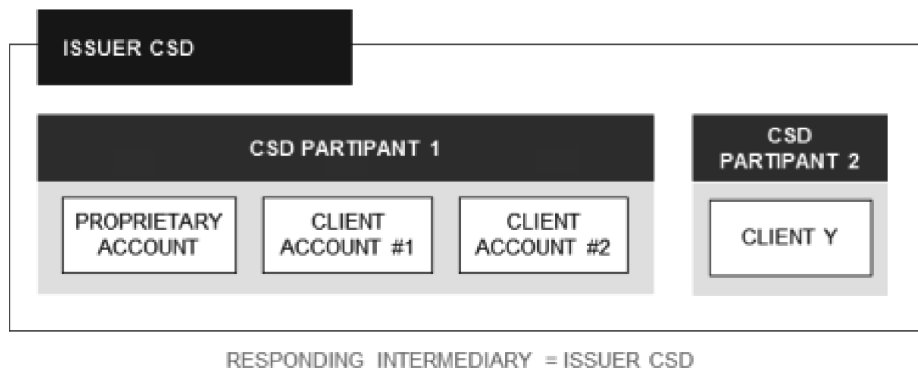 ISSUER CSD
CSD PARTIPANT 1
CSD
PARTIPANT 2
PROPRIETARY
ACCOUNT
CLIENT
ACCOUNT #1
CLIENT
ACCOUNT #2
CLIENT Y
RESPONDING INTERMEDIARY = ISSUER CSD